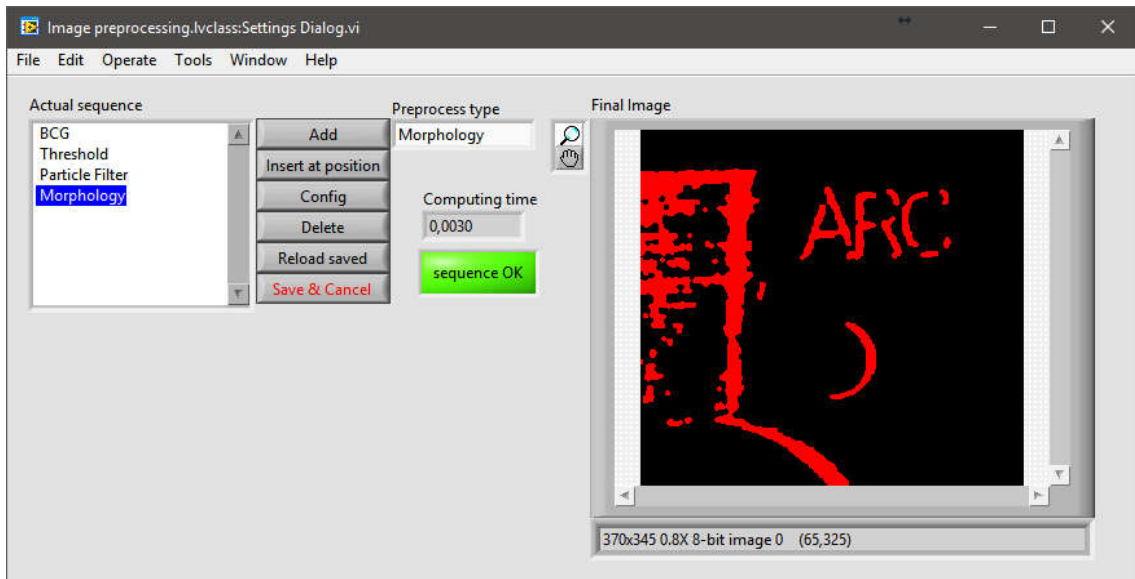 Image preprocessing.lvclass:Settings Dialog.vi
File Edit Operate Tools Window Help
Actual sequence
BCG
Threshold
Particle Filter
Morphology
Add
Insert at position
Config
Delete
Reload saved
Save & Cancel
Preprocess type
Morphology
Computing time
0,0030
sequence OK
Final Image
ARC
370x345 0.8X 8-bit image 0 (65,325)